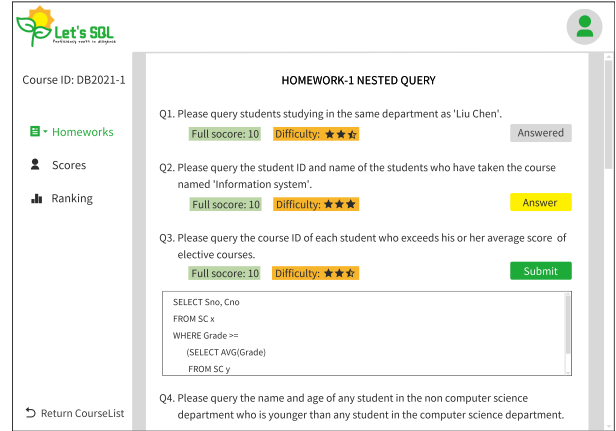 Let's SQL
Course ID: DB2021-1
Homeworks
Scores
Ranking
Return CourseList
HOMEWORK-1 NESTED QUERY
Q1. Please query students studying in the same department as 'Liu Chen'.
Full socore: 10 Difficulty: Answered
Q2. Please query the student ID and name of the students who have taken the course
named 'Information system'.
Full socore: 10 Difficulty: Answer
Q3. Please query the course ID of each student who exceeds his or her average score of
elective courses.
Full socore: 10 Difficulty: Submit
SELECT Sno, Cno
FROM SC x
WHERE Grade >=
(SELECT AVG(Grade)
FROM SC y
Q4. Please query the name and age of any student in the non computer science
department who is younger than any student in the computer science department.